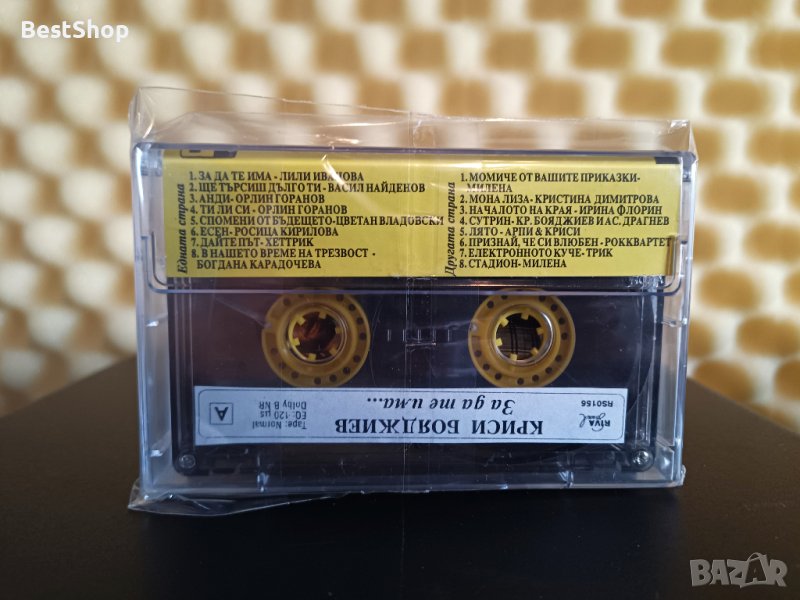 BestShop
Едната страна
1. ЗА ДА ТЕ ИМА - ЛИЛИ ИВАНОВА
2. ЩЕ ТЪРСИШ ДЪЛГО ТИ - ВАСИЛ НАЙДЕНОВ
3. АНДИ- ОРЛИН ГОРАНОВ
4. ТИ ЛИ СИ - ОРЛИН ГОРАНОВ
5. СПОМЕНИ ОТ БЪДЕЩЕТО-ЦВЕТАН ВЛАДОВСКИ
6. ЕСЕН- РОСИЦА КИРИЛОВА
7. ДАЙТЕ ПЪТ- ХЕТТРИК
8. В НАШЕТО ВРЕМЕ НА ТРЕЗВОСТ -
БОГДАНА КАРАДОЧЕВА
Другата страна
1. МОМИЧЕ ОТ ВАШИТЕ ПРИКАЗКИ-
МИЛЕНА
2. МОНА ЛИЗА- КРИСТИНА ДИМИТРОВА
3. НАЧАЛОТО НА КРАЯ - ИРИНА ФЛОРИН
4. СУТРИН- КР. БОЯДЖИЕВ И АС. ДРАГНЕВ
5. ЛЯТО- АРПИ & КРИСИ
6. ПРИЗНАЙ, ЧЕ СИ ВЛЮБЕН - РОККВАРТЕТ
7. ЕЛЕКТРОННОТО КУЧЕ- ТРИК
8. СТАДИОН- МИЛЕНА
RIVA
Sound
RS0156
КРИСИ БОЯДЖИЕВ
За да те има...
Tape: Normal
EQ: 120 µs
Dolby B NR
A
BAZAR